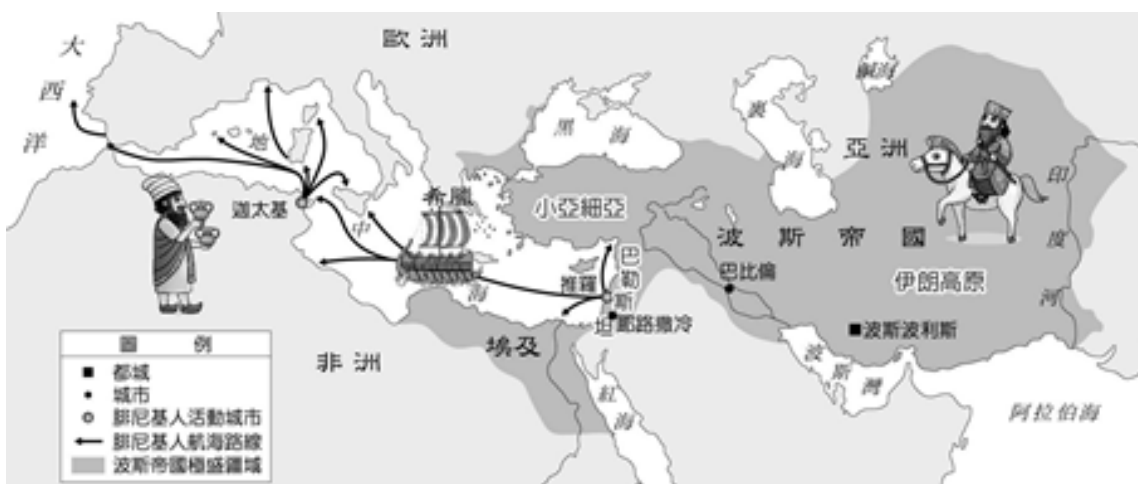 歐洲
大西洋
地中海
黑海
裏海
鹹海
亞洲
印度河
迦太基
希臘
小亞細亞
波斯帝國
巴比倫
伊朗高原
推羅
巴勒斯坦
耶路撒冷
波斯波利斯
埃及
非洲
紅海
波斯灣
阿拉伯海
圖例
都城
城市
腓尼基人活動城市
腓尼基人航海路線
波斯帝國極盛疆域